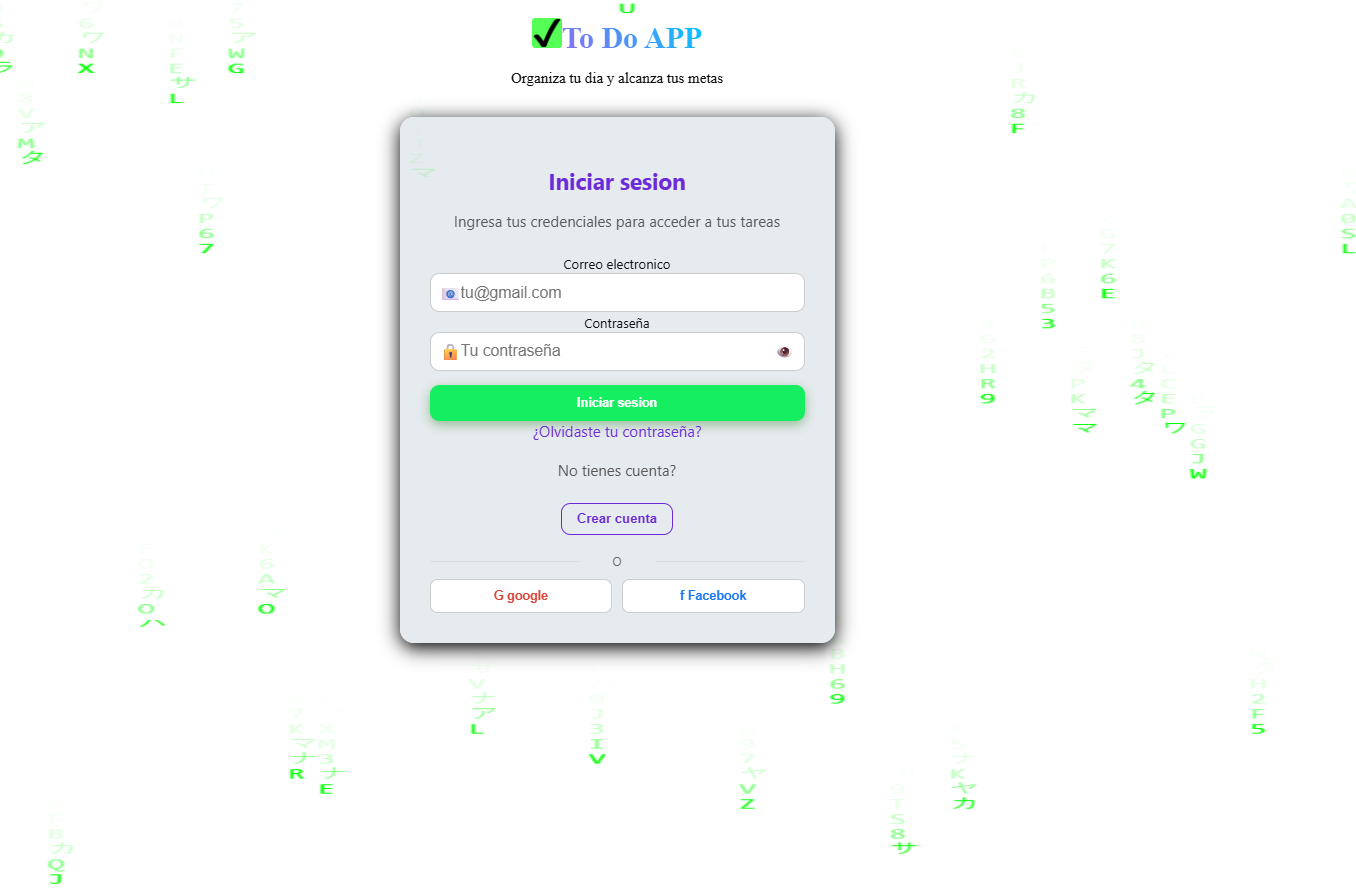 To Do APP
Organiza tu dia y alcanza tus metas
Iniciar sesion
Ingresa tus credenciales para acceder a tus tareas
Correo electronico
tu@gmail.com
Contraseña
Tu contraseña
Iniciar sesion
¿Olvidaste tu contraseña?
No tienes cuenta?
Crear cuenta
O
G google
f Facebook